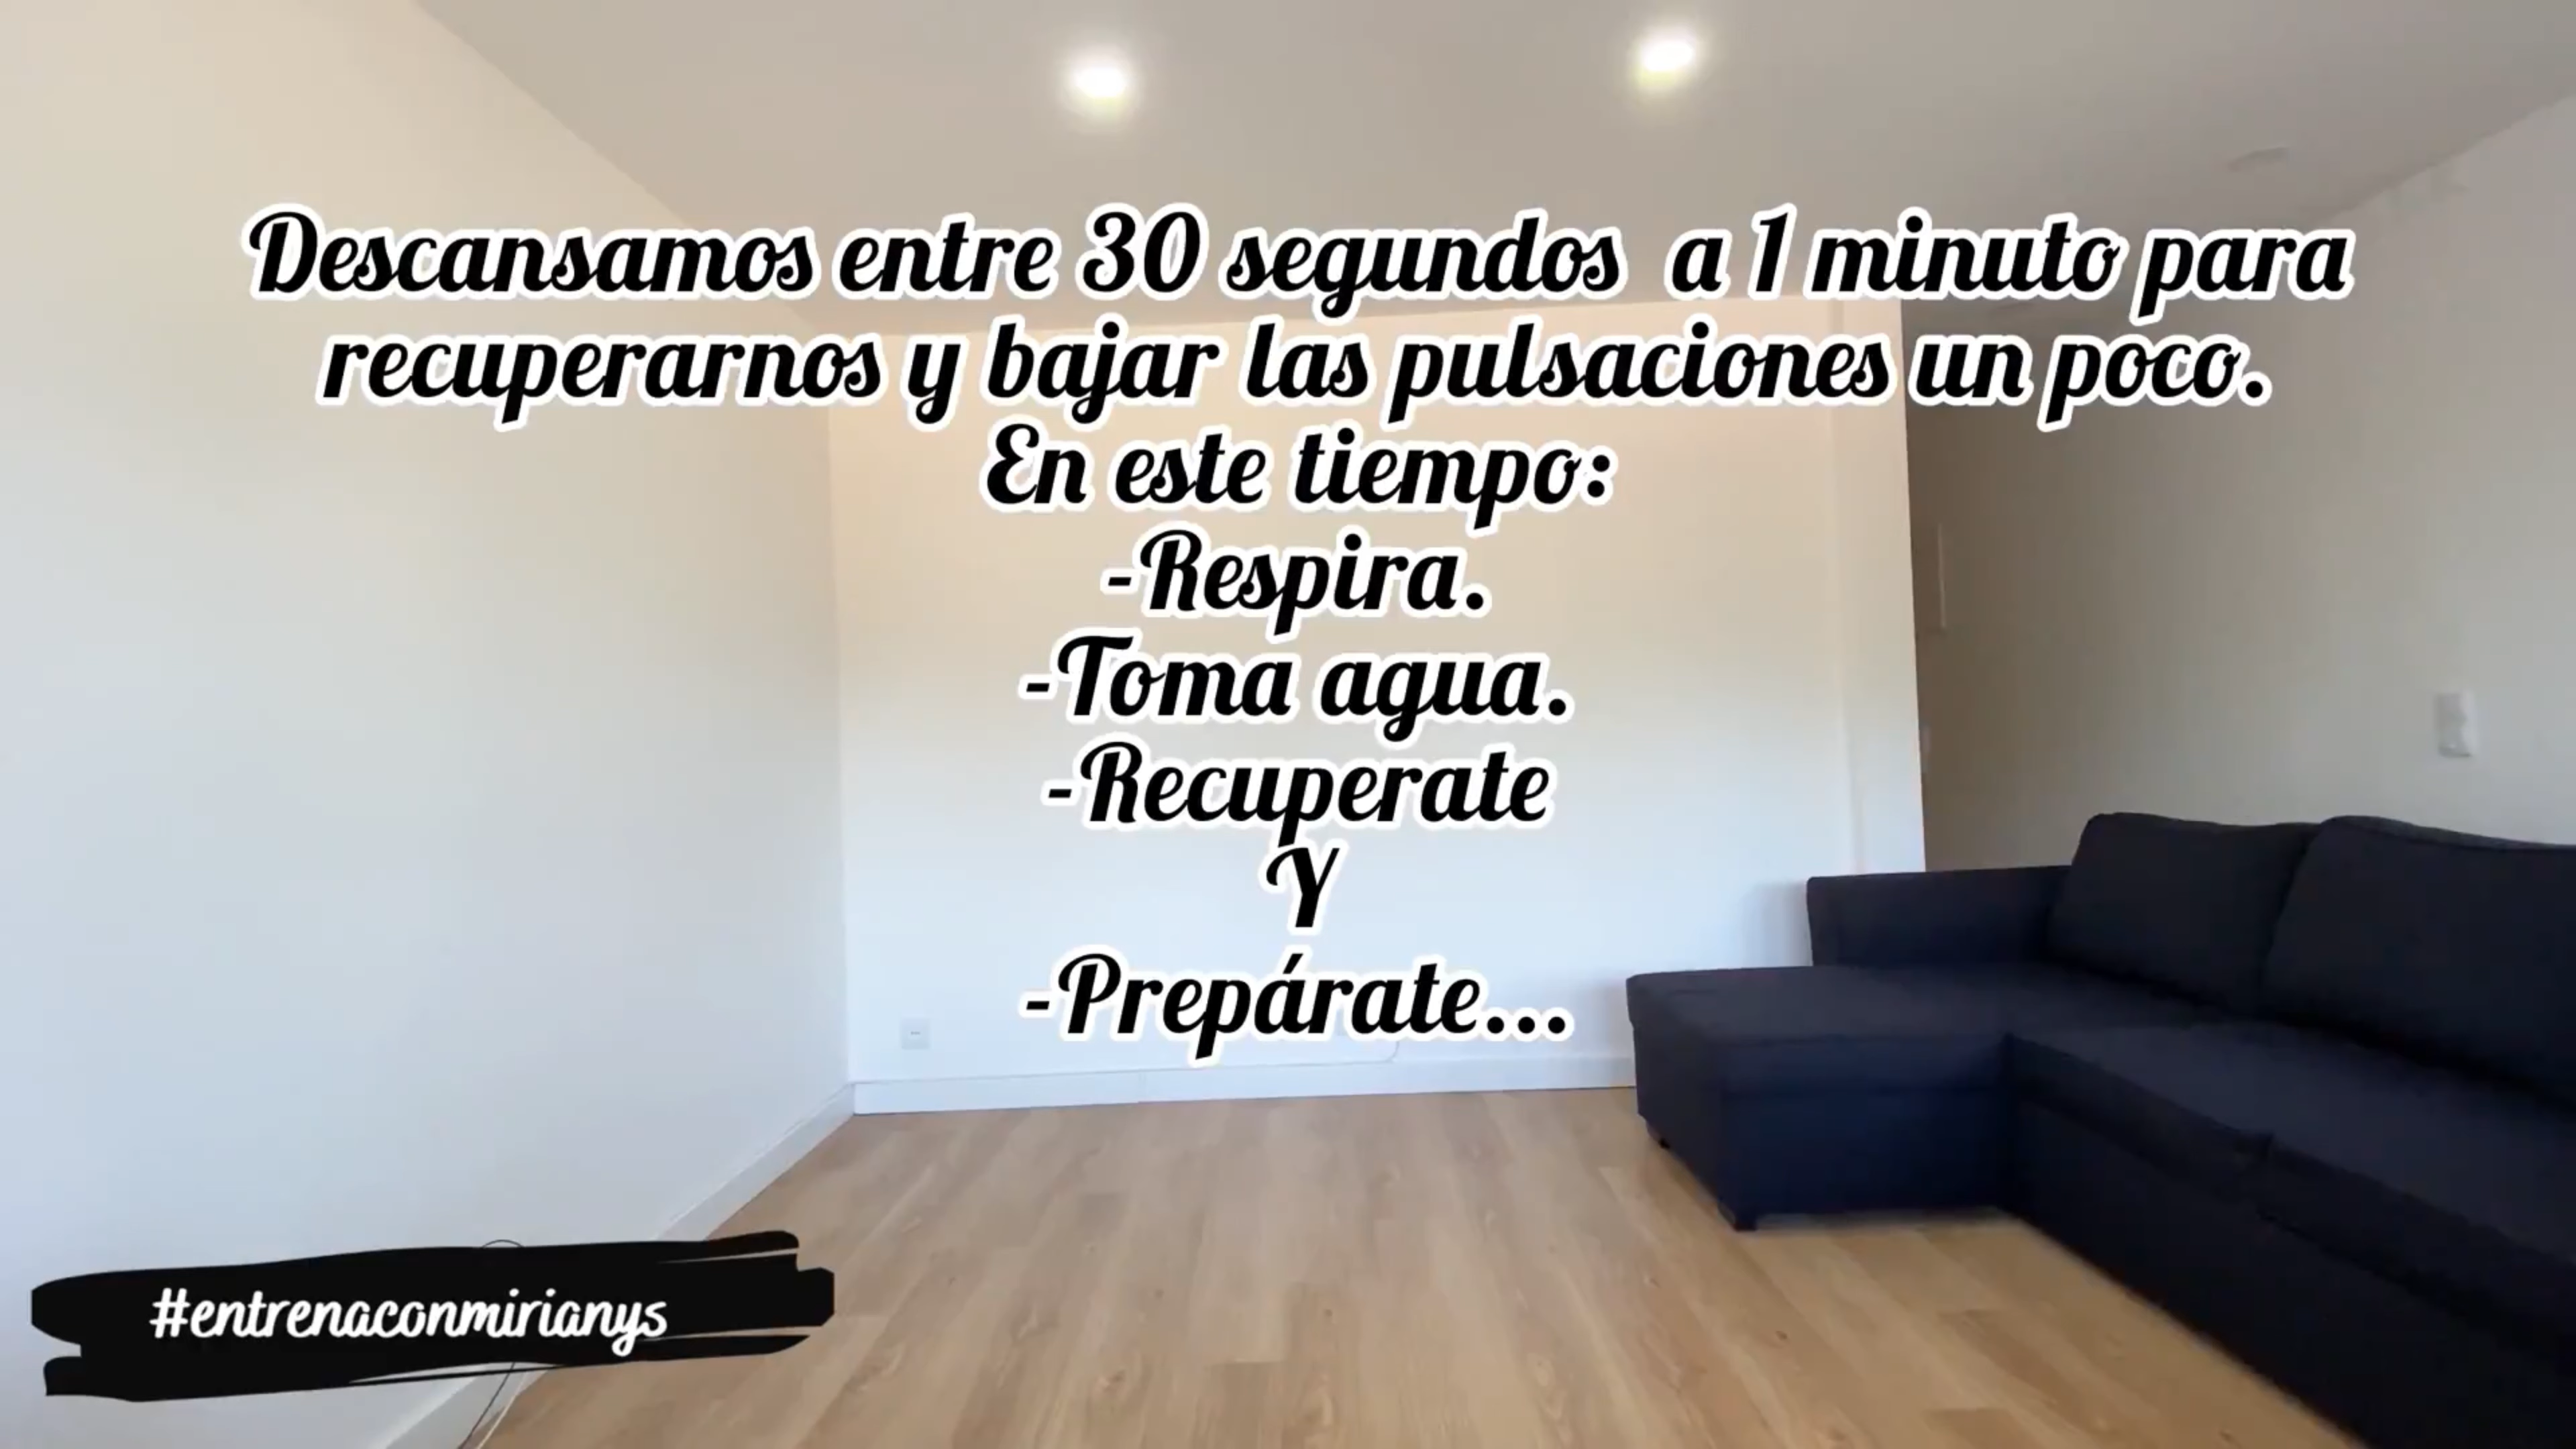 Descansamos entre 30 segundos a 1 minuto para
recuperarnos y bajar las pulsaciones un poco.
En este tiempo:
-Respira.
-Toma agua.
-Recuperate
Y
-Prepárate...
#entrenaconmirianys